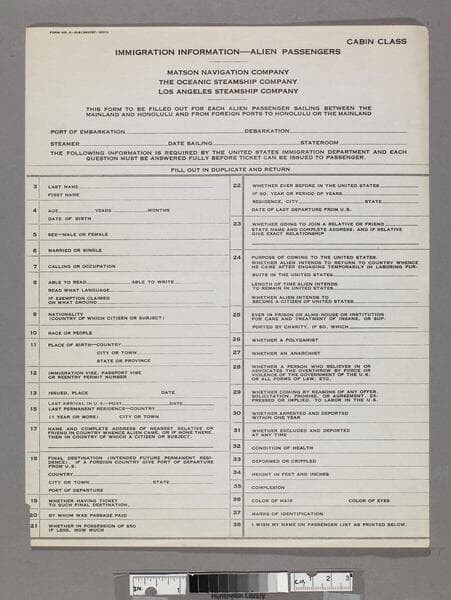 CABIN CLASS
IMMIGRATION INFORMATION—ALIEN PASSENGERS
MATSON NAVIGATION COMPANY
THE OCEANIC STEAMSHIP COMPANY
LOS ANGELES STEAMSHIP COMPANY
THIS FORM TO BE FILLED OUT FOR EACH ALIEN PASSENGER SAILING BETWEEN THE
MAINLAND AND HONOLULU AND FROM FOREIGN PORTS TO HONOLULU OR THE MAINLAND
PORT OF EMBARKATION DEBARKATION
STEAMER DATE SAILING STATEROOM
THE FOLLOWING INFORMATION IS REQUIRED BY THE UNITED STATES IMMIGRATION DEPARTMENT AND EACH
QUESTION MUST BE ANSWERED FULLY BEFORE TICKET CAN BE ISSUED TO PASSENGER.
FILL OUT IN DUPLICATE AND RETURN
3 LAST NAME
FIRST NAME
4 AGE YEARS MONTHS
DATE OF BIRTH
5 SEX—MALE OR FEMALE
6 MARRIED OR SINGLE
7 CALLING OR OCCUPATION
8 ABLE TO READ ABLE TO WRITE
READ WHAT LANGUAGE
IF EXEMPTION CLAIMED
ON WHAT GROUND
9 NATIONALITY
(COUNTRY OF WHICH CITIZEN OR SUBJECT)
10 RACE OR PEOPLE
11 PLACE OF BIRTH—COUNTRY
CITY OR TOWN
STATE OR PROVINCE
12 IMMIGRATION VISE, PASSPORT VISE
OR REENTRY PERMIT NUMBER
13 ISSUED, PLACE DATE
LAST ARRIVAL IN U.S.—PORT DATE
15 LAST PERMANENT RESIDENCE—COUNTRY
(1 YEAR OR MORE) CITY OR TOWN
17 NAME AND COMPLETE ADDRESS OF NEAREST RELATIVE OR
FRIEND IN COUNTRY WHENCE ALIEN CAME, OR IF NONE THERE,
THEN IN COUNTRY OF WHICH A CITIZEN OR SUBJECT.
18 FINAL DESTINATION (INTENDED FUTURE PERMANENT RESI-
DENCE). IF A FOREIGN COUNTRY GIVE PORT OF DEPARTURE
FROM U.S.
COUNTRY
CITY OR TOWN STATE
PORT OF DEPARTURE
19 WHETHER HAVING TICKET
TO SUCH FINAL DESTINATION.
20 BY WHOM WAS PASSAGE PAID
21 WHETHER IN POSSESSION OF $50
IF LESS, HOW MUCH
22 WHETHER EVER BEFORE IN THE UNITED STATES
IF SO, YEAR OR PERIOD OF YEARS
RESIDENCE, CITY STATE
DATE OF LAST DEPARTURE FROM U.S.
23 WHETHER GOING TO JOIN A RELATIVE OR FRIEND
STATE NAME AND COMPLETE ADDRESS, AND IF RELATIVE
GIVE EXACT RELATIONSHIP
24 PURPOSE OF COMING TO THE UNITED STATES.
WHETHER ALIEN INTENDS TO RETURN TO COUNTRY WHENCE
HE CAME AFTER ENGAGING TEMPORARILY IN LABORING PUR-
SUITS IN THE UNITED STATES
LENGTH OF TIME ALIEN INTENDS
TO REMAIN IN UNITED STATES
WHETHER ALIEN INTENDS TO
BECOME A CITIZEN OF UNITED STATES
25 EVER IN PRISON OR ALMS-HOUSE OR INSTITUTION
FOR CARE AND TREATMENT OF INSANE, OR SUP-
PORTED BY CHARITY. IF SO, WHICH
26 WHETHER A POLYGAMIST
27 WHETHER AN ANARCHIST
28 WHETHER A PERSON WHO BELIEVES IN OR
ADVOCATES THE OVERTHROW BY FORCE OR
VIOLENCE OF THE GOVERNMENT OF THE U.S.
OR ALL FORMS OF LAW, ETC.
29 WHETHER COMING BY REASONS OF ANY OFFER,
SOLICITATION, PROMISE, OR AGREEMENT, EX-
PRESSED OR IMPLIED, TO LABOR IN THE U.S.
30 WHETHER ARRESTED AND DEPORTED
WITHIN ONE YEAR
31 WHETHER EXCLUDED AND DEPORTED
AT ANY TIME
32 CONDITION OF HEALTH
33 DEFORMED OR CRIPPLED
34 HEIGHT IN FEET AND INCHES
35 COMPLEXION
36 COLOR OF HAIR COLOR OF EYES
37 MARKS OF IDENTIFICATION
38 I WISH MY NAME ON PASSENGER LIST AS PRINTED BELOW.
IN. 1 cm 1 2 3
Huntington Library